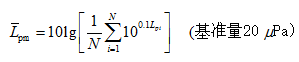 L̄pm = 10lg[ 1/N ∑_{i=1}^{N} 10^{0.1L_{pi}} ] (基准量20 μPa)